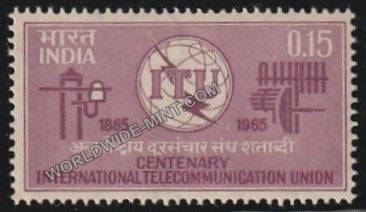 भारत
INDIA
0.15
ITU
1865 1965
अन्तर्राष्ट्रीय दूरसंचार संघ शताब्दी
CENTENARY
INTERNATIONAL TELECOMMUNICATION UNION
WORLDWIDE-MINT.COM